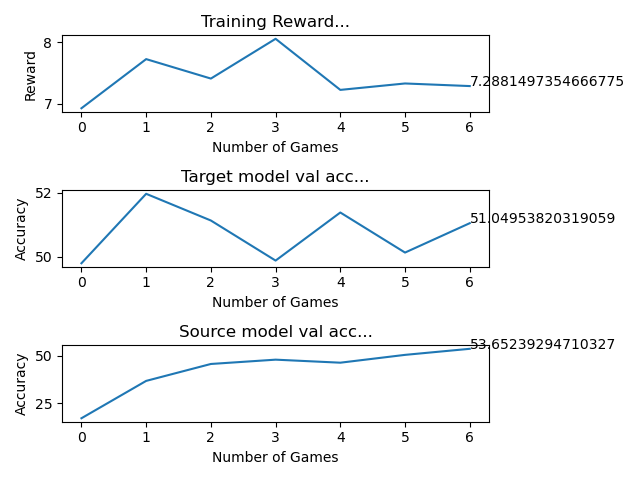 Training Reward...
8
7
Reward
7.2881497354666775
0 1 2 3 4 5 6
Number of Games
Target model val acc...
52
50
Accuracy
51.04953820319059
0 1 2 3 4 5 6
Number of Games
Source model val acc...
50
25
Accuracy
53.65239294710327
0 1 2 3 4 5 6
Number of Games